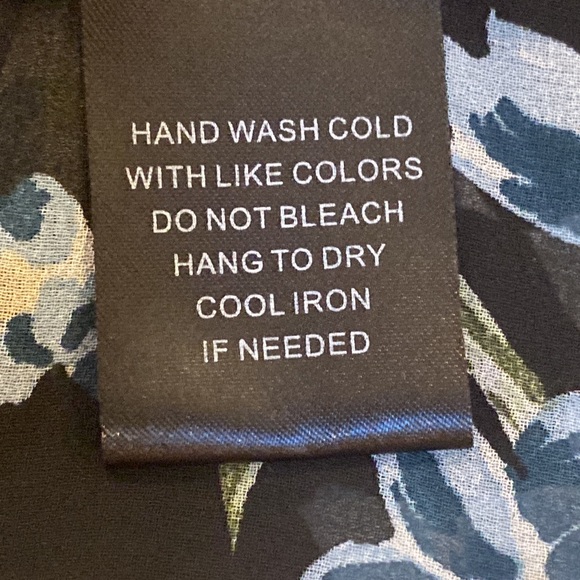 HAND WASH COLD
WITH LIKE COLORS
DO NOT BLEACH
HANG TO DRY
COOL IRON
IF NEEDED